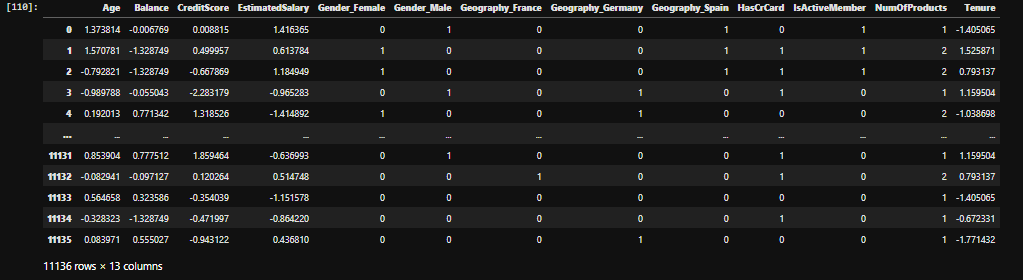 [110]:
Age Balance CreditScore EstimatedSalary Gender_Female Gender_Male Geography_France Geography_Germany Geography_Spain HasCrCard IsActiveMember NumOfProducts Tenure
0 1.373814 -0.006769 0.008815 1.416365 0 1 0 0 1 0 1 1 -1.405065
1 1.570781 -1.328749 0.499957 0.613784 1 0 0 0 1 1 1 2 1.525871
2 -0.792821 -1.328749 -0.667869 1.184949 1 0 0 0 1 1 1 2 0.793137
3 -0.989788 -0.055043 -2.283179 -0.965283 0 1 0 1 0 1 0 1 1.159504
4 0.192013 0.771342 1.318526 -1.414892 1 0 0 1 0 0 0 2 -1.038698
... ... ... ... ... ... ... ... ... ... ... ... ... ...
11131 0.853904 0.777512 1.859464 -0.636993 0 1 0 0 0 1 0 1 1.159504
11132 -0.082941 -0.097127 0.120264 0.514748 0 0 1 0 0 1 0 2 0.793137
11133 0.564658 0.323586 -0.354039 -1.151578 0 0 0 0 0 0 0 1 -1.405065
11134 -0.328323 -1.328749 -0.471997 -0.864220 0 0 0 0 0 1 0 1 -0.672331
11135 0.083971 0.555027 -0.943122 0.436810 0 0 0 1 0 0 0 1 -1.771432
11136 rows × 13 columns